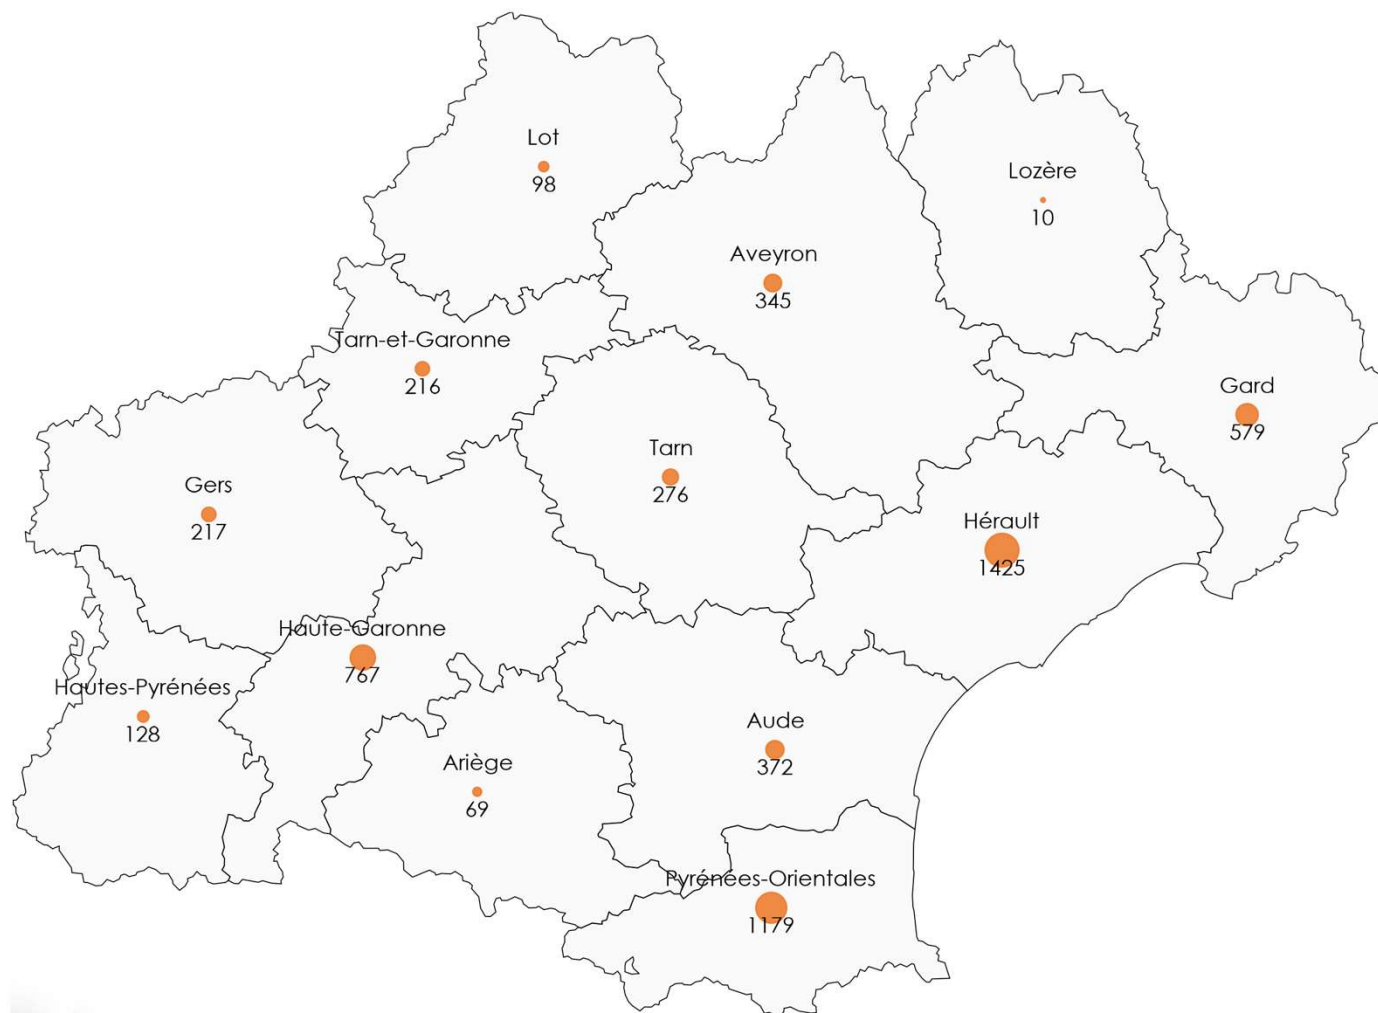 Lot
98
Lozère
10
Aveyron
345
Tarn-et-Garonne
216
Gard
579
Tarn
276
Gers
217
Hérault
1425
Haute-Garonne
767
Hautes-Pyrénées
128
Aude
372
Ariège
69
Pyrénées-Orientales
1179